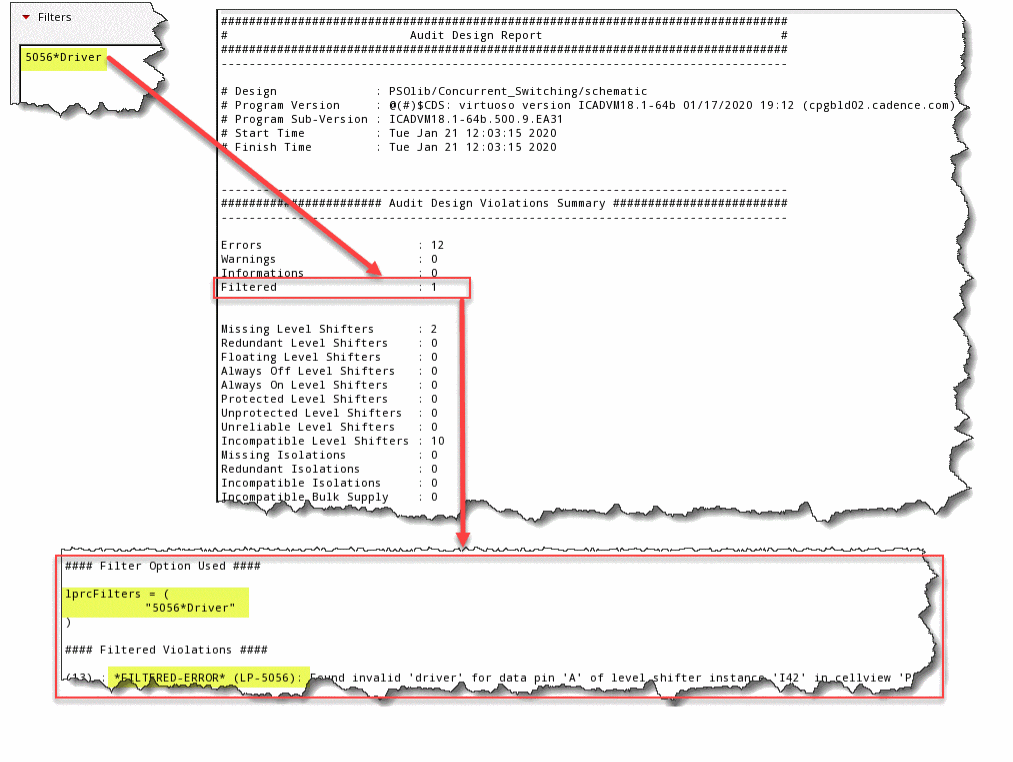 Filters
5056*Driver
################################################################################
# Audit Design Report #
################################################################################
--------------------------------------------------------------------------------
# Design : PSOlib/Concurrent_Switching/schematic
# Program Version : @(#)$CDS: virtuoso version ICADVM18.1-64b 01/17/2020 19:12 (cpgbld02.cadence.com)
# Program Sub-Version : ICADVM18.1-64b.500.9.EA31
# Start Time : Tue Jan 21 12:03:15 2020
# Finish Time : Tue Jan 21 12:03:15 2020
--------------------------------------------------------------------------------
####################### Audit Design Violations Summary #########################
--------------------------------------------------------------------------------
Errors : 12
Warnings : 0
Informations : 0
Filtered : 1
Missing Level Shifters : 2
Redundant Level Shifters : 0
Floating Level Shifters : 0
Always Off Level Shifters : 0
Always On Level Shifters : 0
Protected Level Shifters : 0
Unprotected Level Shifters : 0
Unreliable Level Shifters : 0
Incompatible Level Shifters : 10
Missing Isolations : 0
Redundant Isolations : 0
Incompatible Isolations : 0
Incompatible Bulk Supply : 0
#### Filter Option Used ####
lprcFilters = (
"5056*Driver"
)
#### Filtered Violations ####
(13) : *FILTERED-ERROR* (LP-5056): Found invalid 'driver' for data pin 'A' of level shifter instance 'I42' in cellview 'P